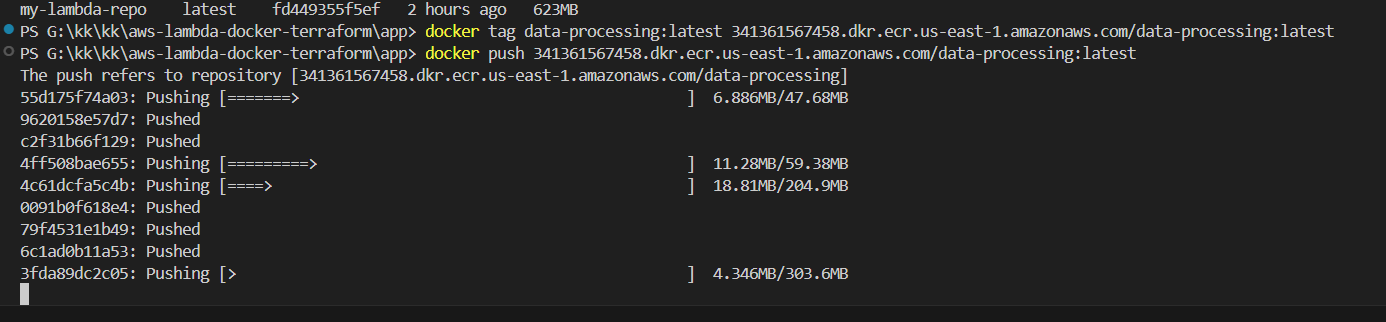 my-lambda-repo latest fd449355f5ef 2 hours ago 623MB
PS G:\kk\kk\aws-lambda-docker-terraform\app> docker tag data-processing:latest 341361567458.dkr.ecr.us-east-1.amazonaws.com/data-processing:latest
PS G:\kk\kk\aws-lambda-docker-terraform\app> docker push 341361567458.dkr.ecr.us-east-1.amazonaws.com/data-processing:latest
The push refers to repository [341361567458.dkr.ecr.us-east-1.amazonaws.com/data-processing]
55d175f74a03: Pushing [=======> ] 6.886MB/47.68MB
9620158e57d7: Pushed
c2f31b66f129: Pushed
4ff508bae655: Pushing [=========> ] 11.28MB/59.38MB
4c61dcfa5c4b: Pushing [====> ] 18.81MB/204.9MB
0091b0f618e4: Pushed
79f4531e1b49: Pushed
6c1ad0b11a53: Pushed
3fda89dc2c05: Pushing [> ] 4.346MB/303.6MB